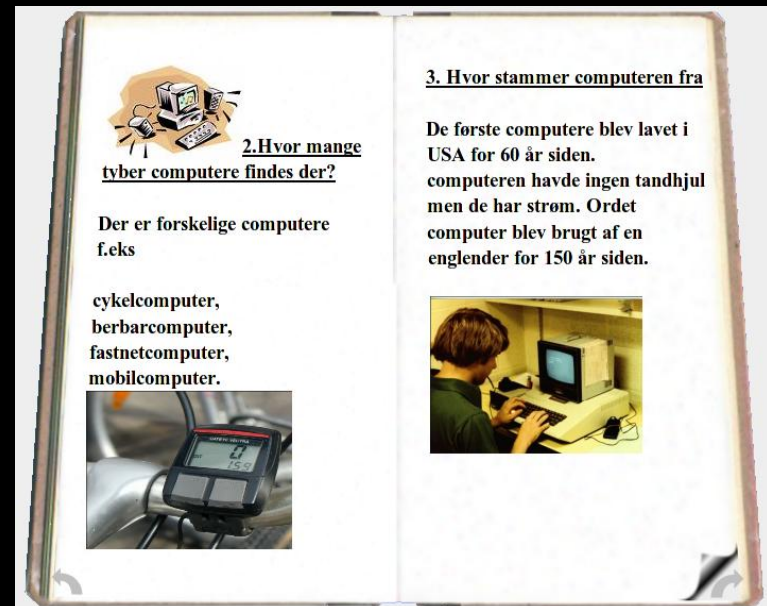 2.Hvor mange
tyber computere findes der?
Der er forskelige computere
f.eks
cykelcomputer,
berbarcomputer,
fastnetcomputer,
mobilcomputer.
0
159
3. Hvor stammer computeren fra
De første computere blev lavet i
USA for 60 år siden.
computeren havde ingen tandhjul
men de har strøm. Ordet
computer blev brugt af en
englender for 150 år siden.